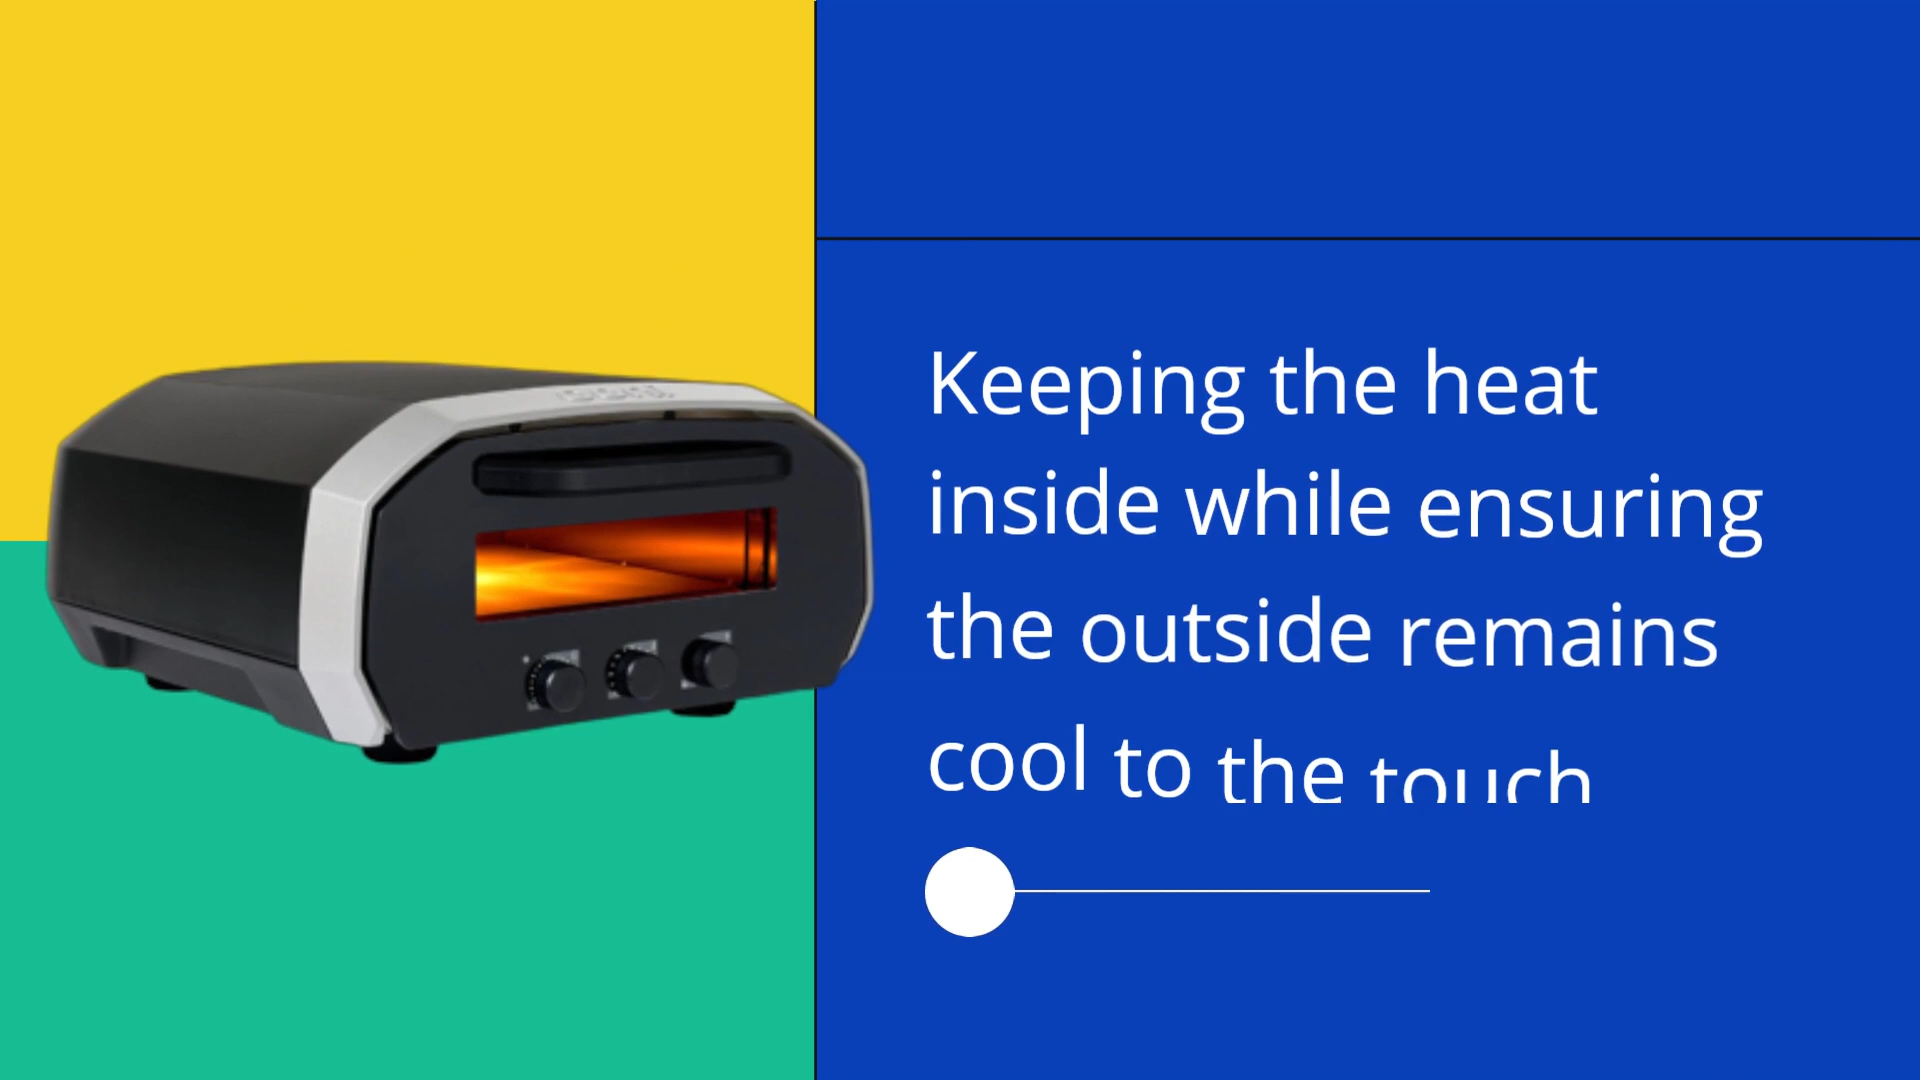 Keeping the heat
inside while ensuring
the outside remains
cool to the touch